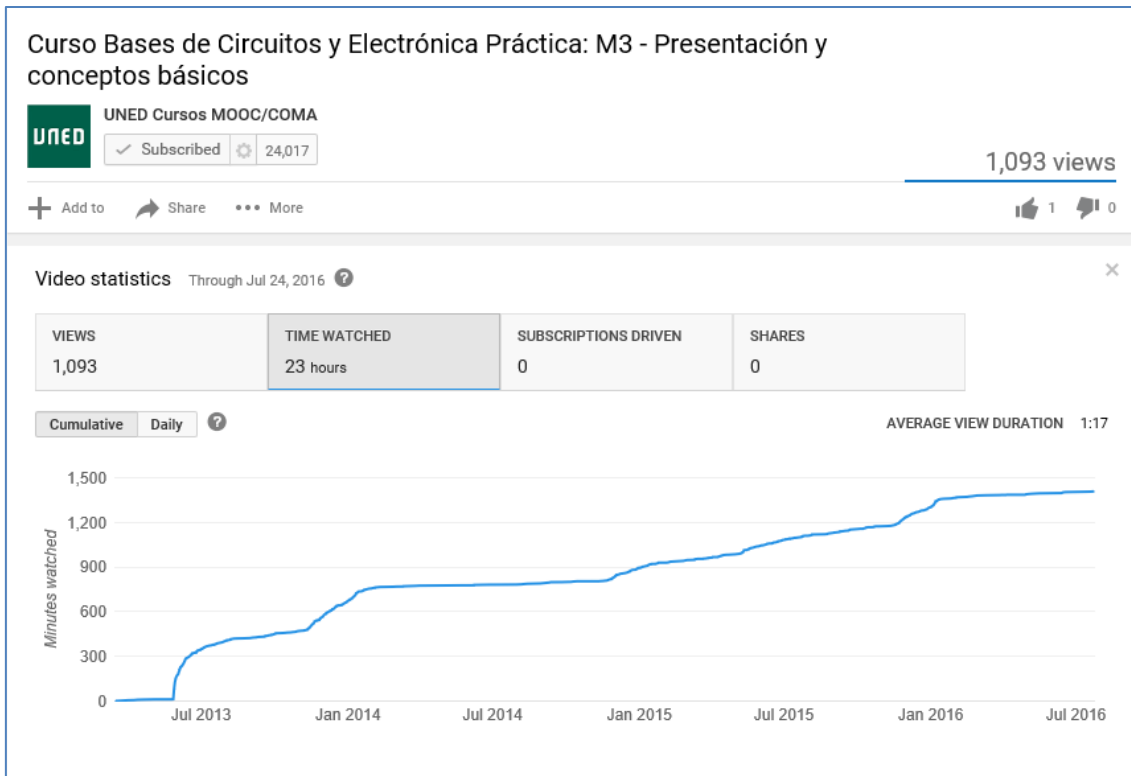 Curso Bases de Circuitos y Electrónica Práctica: M3 - Presentación y
conceptos básicos
UNED
UNED Cursos MOOC/COMA
Subscribed 24,017
1,093 views
Add to Share More
1 0
Video statistics Through Jul 24, 2016 ?
VIEWS TIME WATCHED SUBSCRIPTIONS DRIVEN SHARES
1,093 23 hours 0 0
Cumulative Daily ? AVERAGE VIEW DURATION 1:17
Minutes watched
1,500
1,200
900
600
300
0
Jul 2013 Jan 2014 Jul 2014 Jan 2015 Jul 2015 Jan 2016 Jul 2016